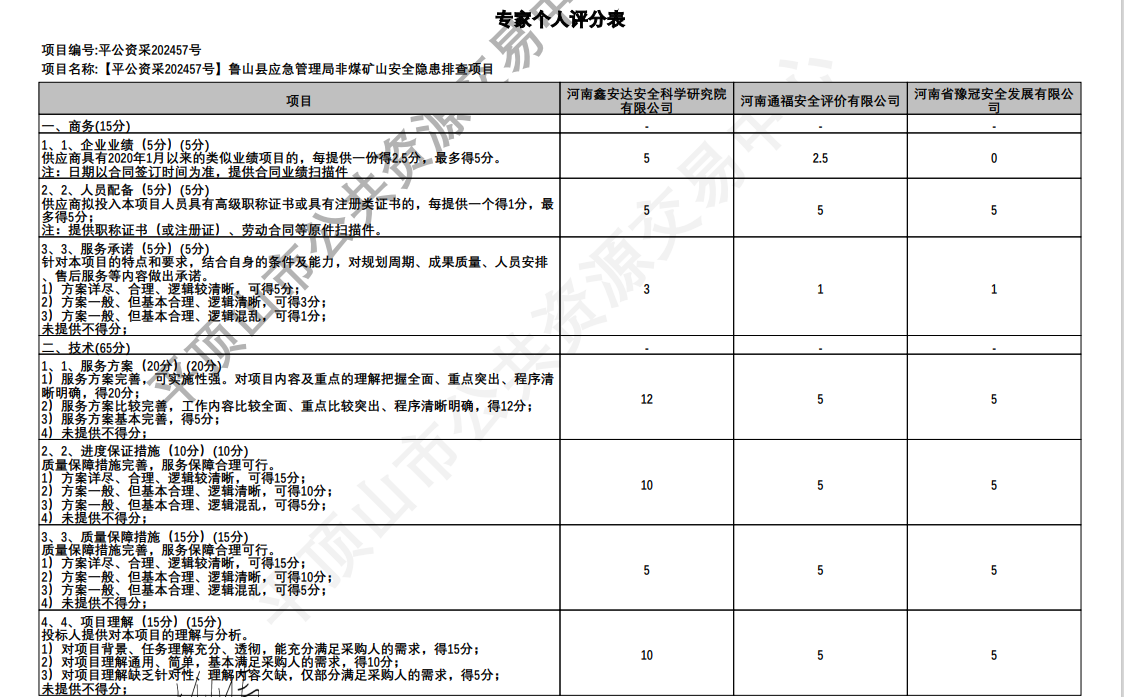 专家个人评分表
项目编号:平公资采202457号
项目名称:【平公资采202457号】鲁山县应急管理局非煤矿山安全隐患排查项目
项目 河南鑫安达安全科学研究院有限公司 河南通福安全评价有限公司 河南省豫冠安全发展有限公司
一、商务(15分) - - -
1、1、企业业绩（5分）(5分)
供应商具有2020年1月以来的类似业绩项目的，每提供一份得2.5分，最多得5分。
注：日期以合同签订时间为准，提供合同业绩扫描件
5 2.5 0
2、2、人员配备（5分）(5分)
供应商拟投入本项目人员具有高级职称证书或具有注册类证书的，每提供一个得1分，最
多得5分；
注：提供职称证书（或注册证）、劳动合同等原件扫描件。
5 5 5
3、3、服务承诺（5分）(5分)
针对本项目的特点和要求，结合自身的条件及能力，对规划周期、成果质量、人员安排
、售后服务等内容做出承诺。
1）方案详尽、合理、逻辑较清晰，可得5分；
2）方案一般、但基本合理、逻辑清晰，可得3分；
3）方案一般、但基本合理、逻辑混乱，可得1分；
未提供不得分；
3 1 1
二、技术(65分) - - -
1、1、服务方案（20分）(20分)
1）服务方案完善，可实施性强。对项目内容及重点的理解把握全面、重点突出、程序清
晰明确，得20分；
2）服务方案比较完善，工作内容比较全面、重点比较突出、程序清晰明确，得12分；
3）服务方案基本完善，得5分；
4）未提供不得分；
12 5 5
2、2、进度保证措施（10分）(10分)
质量保障措施完善，服务保障合理可行。
1）方案详尽、合理、逻辑较清晰，可得15分；
2）方案一般、但基本合理、逻辑清晰，可得10分；
3）方案一般、但基本合理、逻辑混乱，可得5分；
4）未提供不得分；
10 5 5
3、3、质量保障措施（15分）(15分)
质量保障措施完善，服务保障合理可行。
1）方案详尽、合理、逻辑较清晰，可得15分；
2）方案一般、但基本合理、逻辑清晰，可得10分；
3）方案一般、但基本合理、逻辑混乱，可得5分；
4）未提供不得分；
5 5 5
4、4、项目理解（15分）(15分)
投标人提供对本项目的理解与分析。
1）对项目背景、任务理解充分、透彻，能充分满足采购人的需求，得15分；
2）对项目理解通用、简单，基本满足采购人的需求，得10分；
3）对项目理解缺乏针对性，理解内容欠缺，仅部分满足采购人的需求，得5分；
未提供不得分；
10 5 5
平顶山市公共资源交易中
平顶山市公共资源交易中心